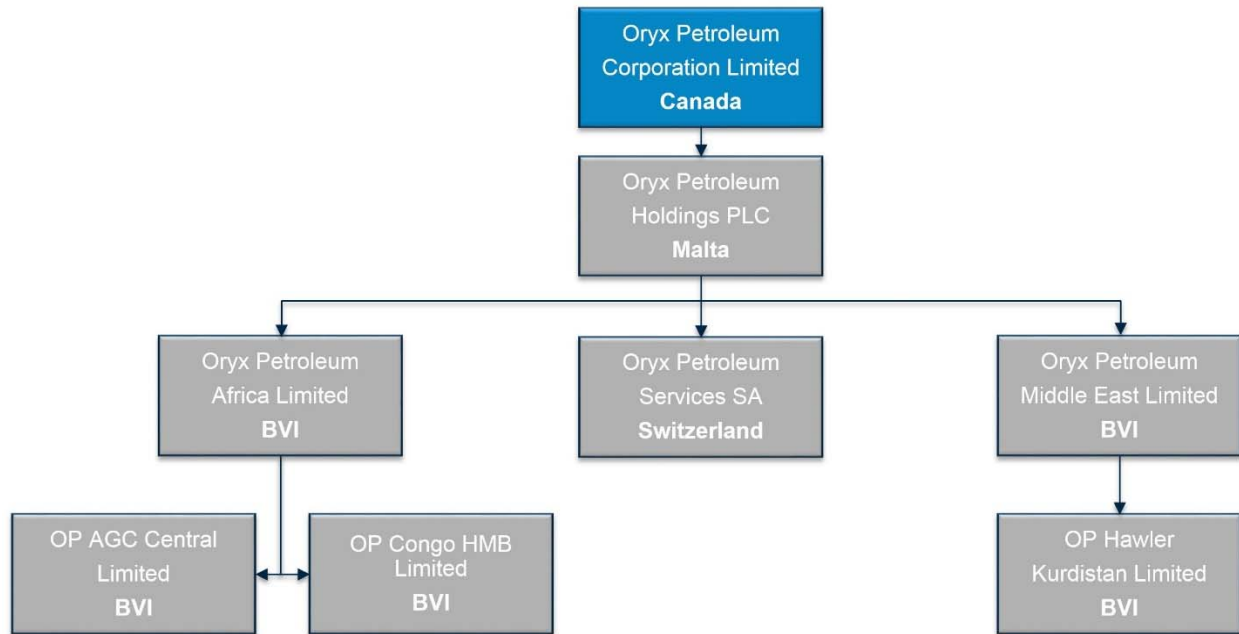 Oryx Petroleum
Corporation Limited
Canada
Oryx Petroleum
Holdings PLC
Malta
Oryx Petroleum
Africa Limited
BVI
Oryx Petroleum
Services SA
Switzerland
Oryx Petroleum
Middle East Limited
BVI
OP AGC Central
Limited
BVI
OP Congo HMB
Limited
BVI
OP Hawler
Kurdistan Limited
BVI